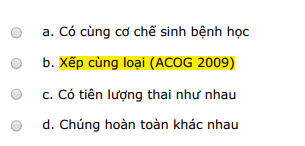 a. Có cùng cơ chế sinh bệnh học
b. Xếp cùng loại (ACOG 2009)
c. Có tiên lượng thai như nhau
d. Chúng hoàn toàn khác nhau